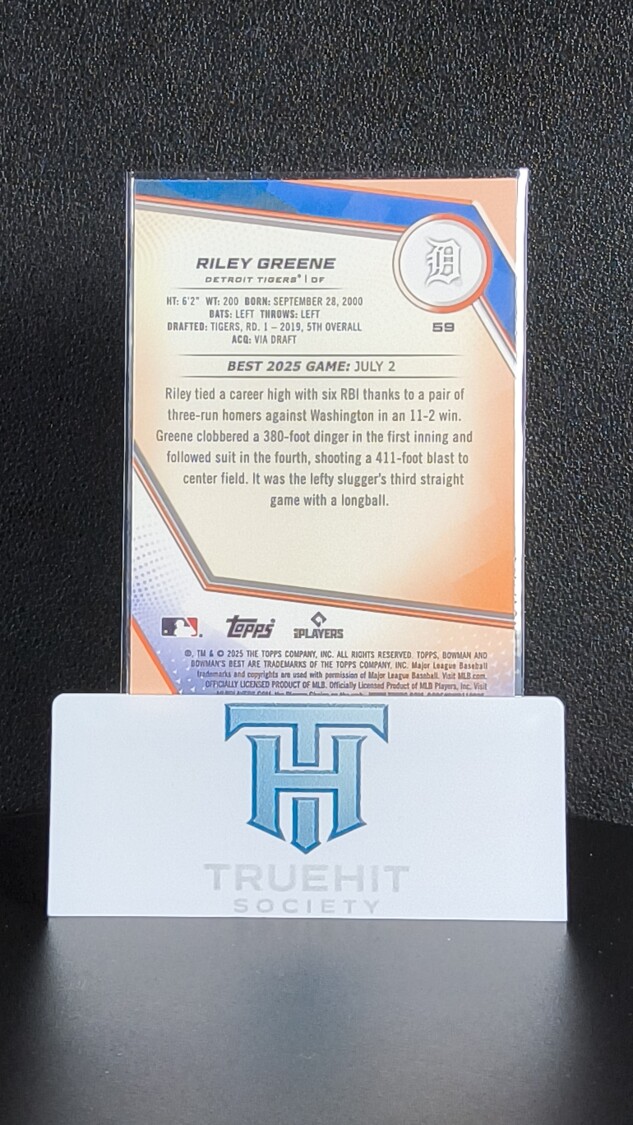 RILEY GREENE
DETROIT TIGERS® | OF
D
59
HT: 6'2" WT: 200 BORN: SEPTEMBER 28, 2000
BATS: LEFT THROWS: LEFT
DRAFTED: TIGERS, RD. 1 – 2019, 5TH OVERALL
ACQ: VIA DRAFT
BEST 2025 GAME: JULY 2
Riley tied a career high with six RBI thanks to a pair of
three-run homers against Washington in an 11-2 win.
Greene clobbered a 380-foot dinger in the first inning and
followed suit in the fourth, shooting a 411-foot blast to
center field. It was the lefty slugger's third straight
game with a longball.
Topps
PLAYERS
®, TM & © 2025 THE TOPPS COMPANY, INC. ALL RIGHTS RESERVED. TOPPS, BOWMAN AND
BOWMAN'S BEST ARE TRADEMARKS OF THE TOPPS COMPANY, INC. Major League Baseball
trademarks and copyrights are used with permission of Major League Baseball. Visit MLB.com.
OFFICIALLY LICENSED PRODUCT OF MLB. Officially Licensed Product of MLB Players, Inc. Visit
TH
TRUEHIT
SOCIETY